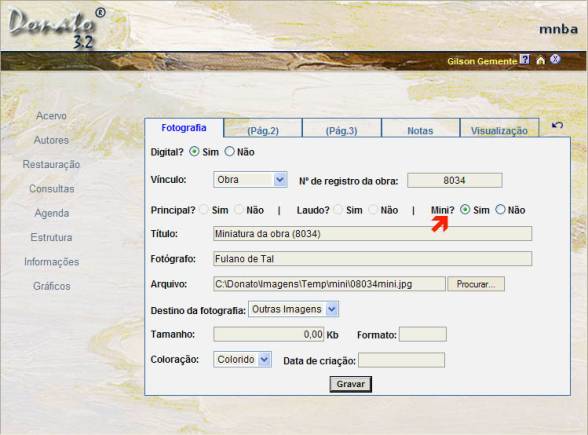 Donato®
3.2
mnba
Gilson Gemente ?
Acervo
Autores
Restauração
Consultas
Agenda
Estrutura
Informações
Gráficos
Fotografia (Pág.2) (Pág.3) Notas Visualização
Digital? Sim Não
Vínculo: Obra Nº de registro da obra: 8034
Principal? Sim Não | Laudo? Sim Não | Mini? Sim Não
Título: Miniatura da obra (8034)
Fotógrafo: Fulano de Tal
Arquivo: C:\Donato\Imagens\Temp\mini\08034mini.jpg Procurar...
Destino da fotografia: Outras Imagens
Tamanho: 0,00 Kb Formato:
Coloração: Colorido Data de criação:
Gravar